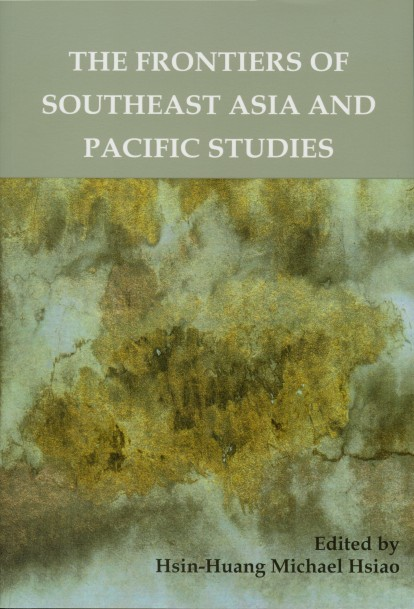 THE FRONTIERS OF
SOUTHEAST ASIA AND
PACIFIC STUDIES
Edited by
Hsin-Huang Michael Hsiao